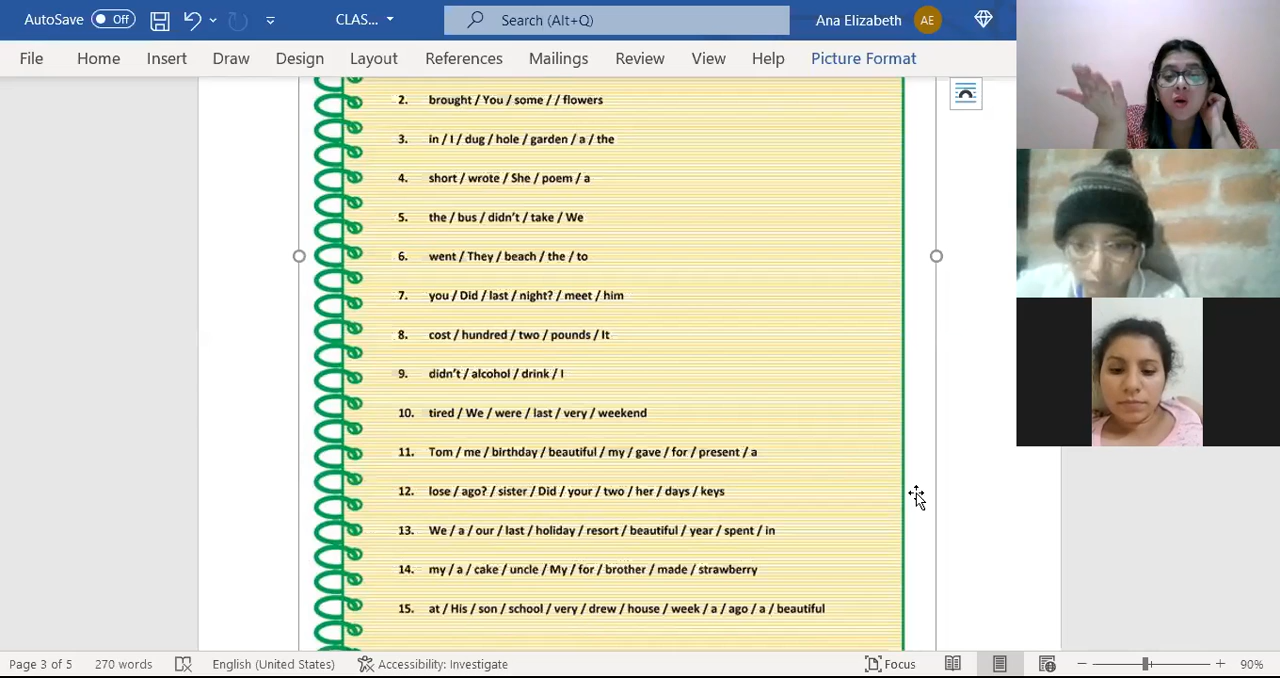 AutoSave Off CLAS... Search (Alt+Q) Ana Elizabeth AE
File Home Insert Draw Design Layout References Mailings Review View Help Picture Format
2. brought / You / some / / flowers
3. in / I / dug / hole / garden / a / the
4. short / wrote / She / poem / a
5. the / bus / didn't / take / We
6. went / They / beach / the / to
7. you / Did / last / night? / meet / him
8. cost / hundred / two / pounds / It
9. didn't / alcohol / drink / I
10. tired / We / were / last / very / weekend
11. Tom / me / birthday / beautiful / my / gave / for / present / a
12. lose / ago? / sister / Did / your / two / her / days / keys
13. We / a / our / last / holiday / resort / beautiful / year / spent / in
14. my / a / cake / uncle / My / for / brother / made / strawberry
15. at / His / son / school / very / drew / house / week / a / ago / a / beautiful
Page 3 of 5 270 words English (United States) Accessibility: Investigate Focus 90%